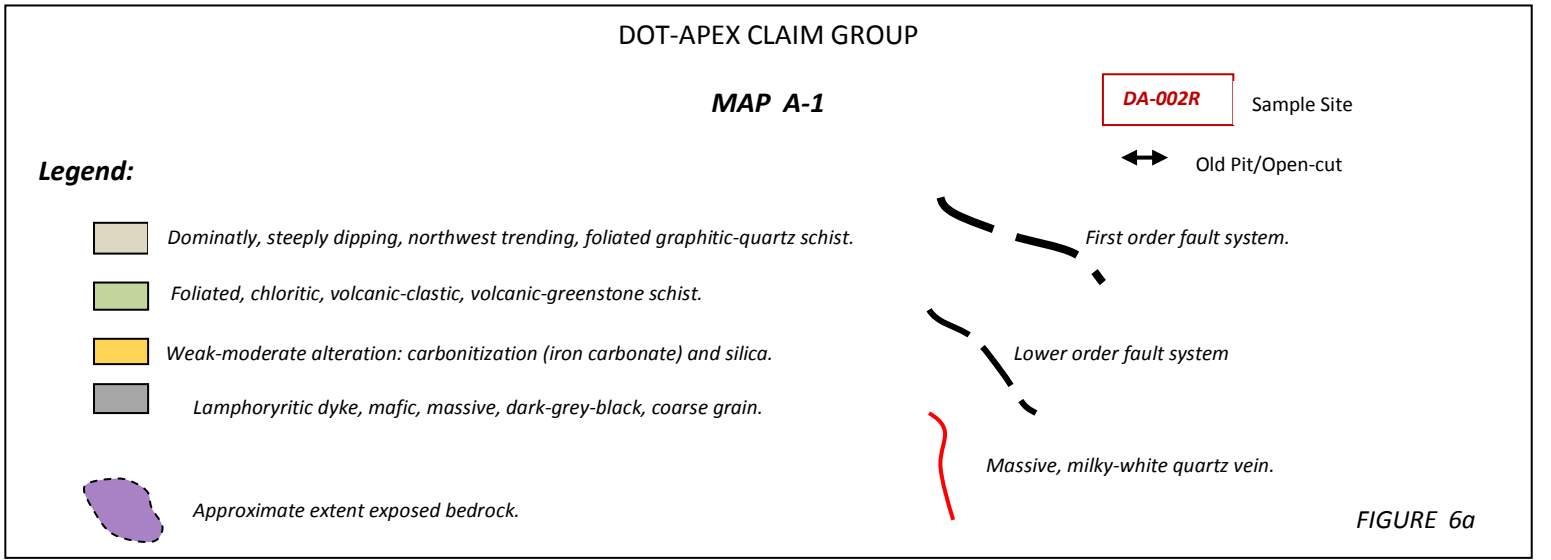 DOT-APEX CLAIM GROUP
MAP A-1
DA-002R Sample Site
Old Pit/Open-cut
Legend:
Dominatly, steeply dipping, northwest trending, foliated graphitic-quartz schist.
First order fault system.
Foliated, chloritic, volcanic-clastic, volcanic-greenstone schist.
Weak-moderate alteration: carbonitization (iron carbonate) and silica.
Lower order fault system
Lamphoryritic dyke, mafic, massive, dark-grey-black, coarse grain.
Massive, milky-white quartz vein.
Approximate extent exposed bedrock.
FIGURE 6a